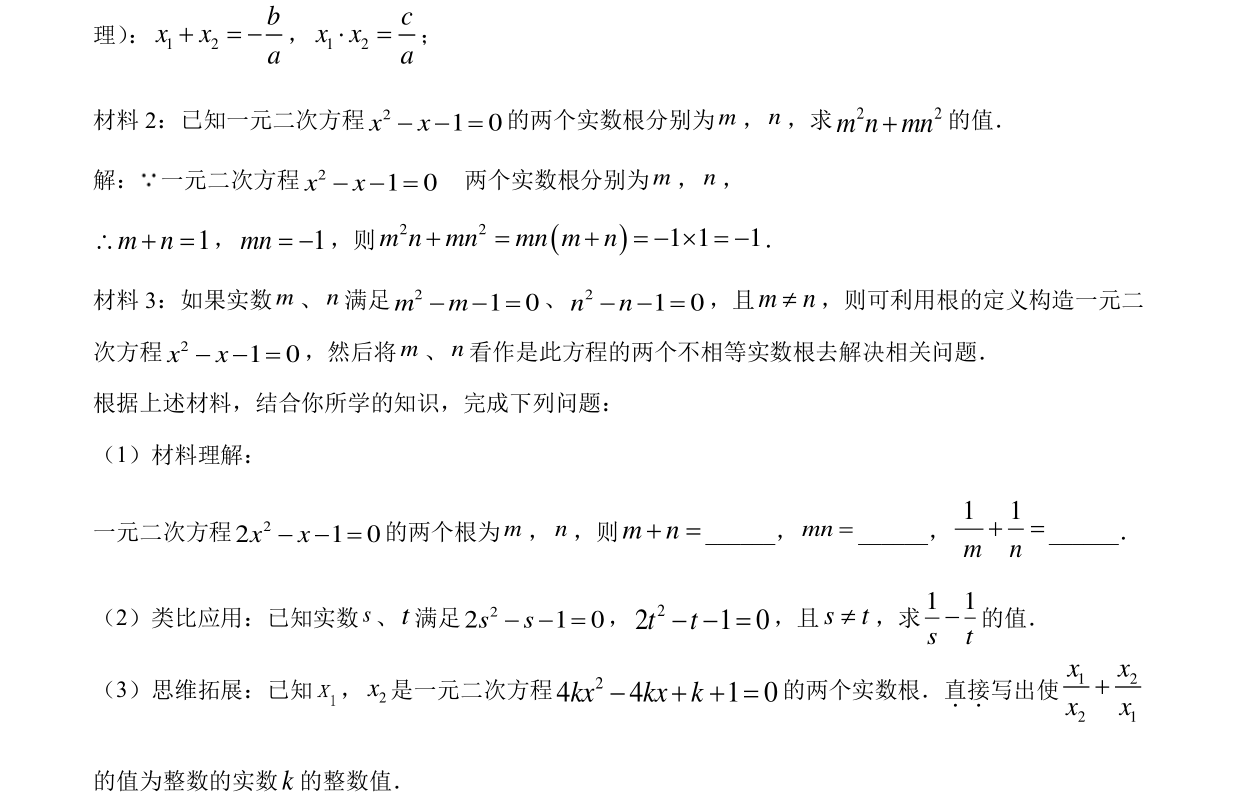 理）：x₁ + x₂ = −b/a，x₁ · x₂ = c/a；
材料 2：已知一元二次方程 x² − x − 1 = 0 的两个实数根分别为 m，n，求 m²n + mn² 的值．
解：∵一元二次方程 x² − x − 1 = 0 两个实数根分别为 m，n，
∴ m + n = 1，mn = −1，则 m²n + mn² = mn(m + n) = −1×1 = −1．
材料 3：如果实数 m、n 满足 m² − m − 1 = 0、n² − n − 1 = 0，且 m ≠ n，则可利用根的定义构造一元二
次方程 x² − x − 1 = 0，然后将 m、n 看作是此方程的两个不相等实数根去解决相关问题．
根据上述材料，结合你所学的知识，完成下列问题：
（1）材料理解：
一元二次方程 2x² − x − 1 = 0 的两个根为 m，n，则 m + n = ______，mn = ______，1/m + 1/n = ______．
（2）类比应用：已知实数 s、t 满足 2s² − s − 1 = 0，2t² − t − 1 = 0，且 s ≠ t，求 1/s − 1/t 的值．
（3）思维拓展：已知 x₁，x₂ 是一元二次方程 4kx² − 4kx + k + 1 = 0 的两个实数根．直接写出使 x₁/x₂ + x₂/x₁
的值为整数的实数 k 的整数值．